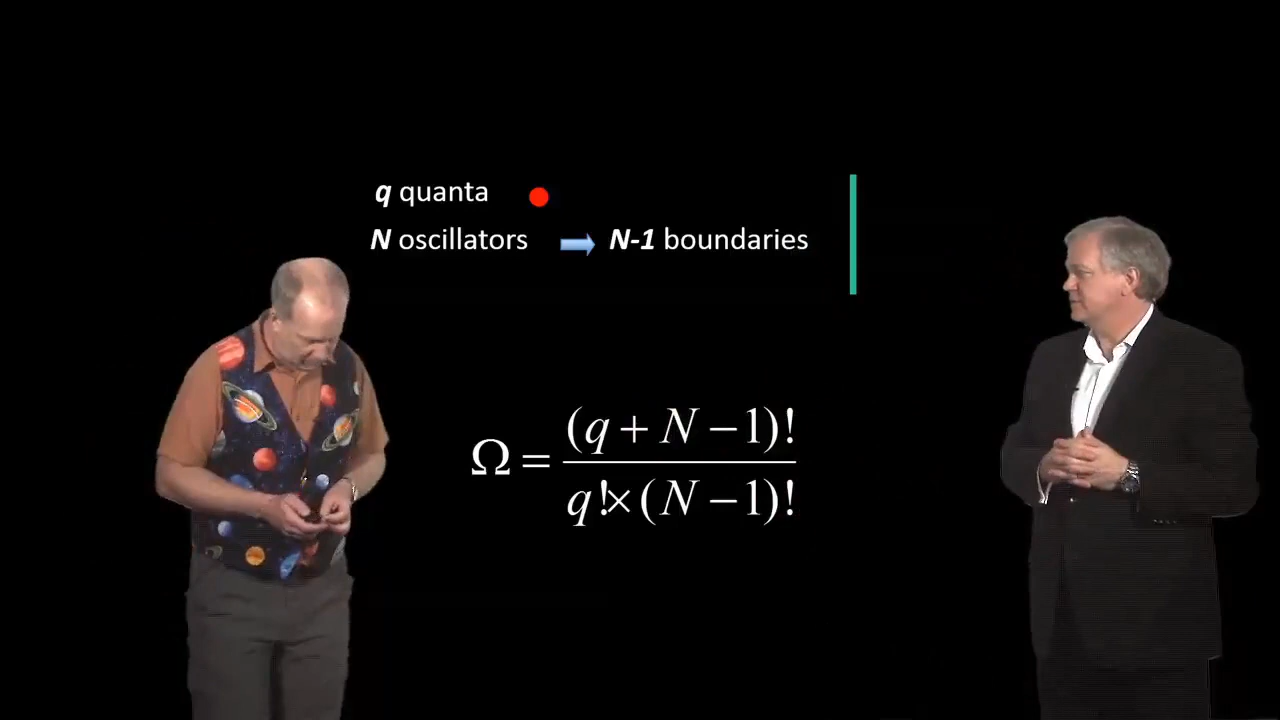 q quanta
N oscillators N-1 boundaries
Ω = (q + N − 1)!
q!×(N − 1)!